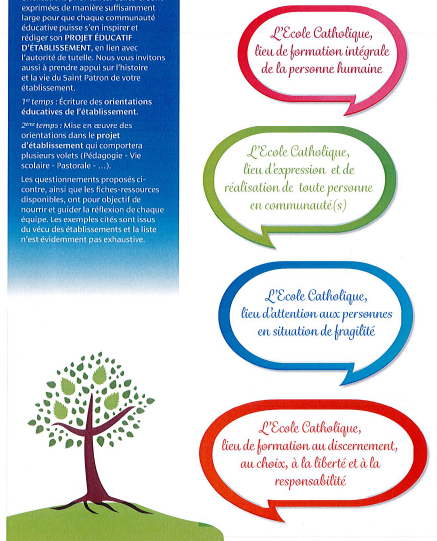 exprimées de manière suffisamment
large pour que chaque communauté
éducative puisse s'en inspirer et
rédiger son PROJET ÉDUCATIF
D'ÉTABLISSEMENT, en lien avec
l'autorité de tutelle. Nous vous invitons
aussi à prendre appui sur l'histoire
et la vie du Saint Patron de votre
établissement.
1er temps : Écriture des orientations
éducatives de l'établissement.
2ème temps : Mise en œuvre des
orientations dans le projet
d'établissement qui comportera
plusieurs volets (Pédagogie - Vie
scolaire - Pastorale - ...).
Les questionnements proposés ci-
contre, ainsi que les fiches-ressources
disponibles, ont pour objectif de
nourrir et guider la réflexion de chaque
équipe. Les exemples cités sont issus
du vécu des établissements et la liste
n'est évidemment pas exhaustive.
L'Ecole Catholique,
lieu de formation intégrale
de la personne humaine
L'Ecole Catholique,
lieu d'expression et de
réalisation de toute personne
en communauté(s)
L'Ecole Catholique,
lieu d'attention aux personnes
en situation de fragilité
L'Ecole Catholique,
lieu de formation au discernement,
au choix, à la liberté et à la
responsabilité